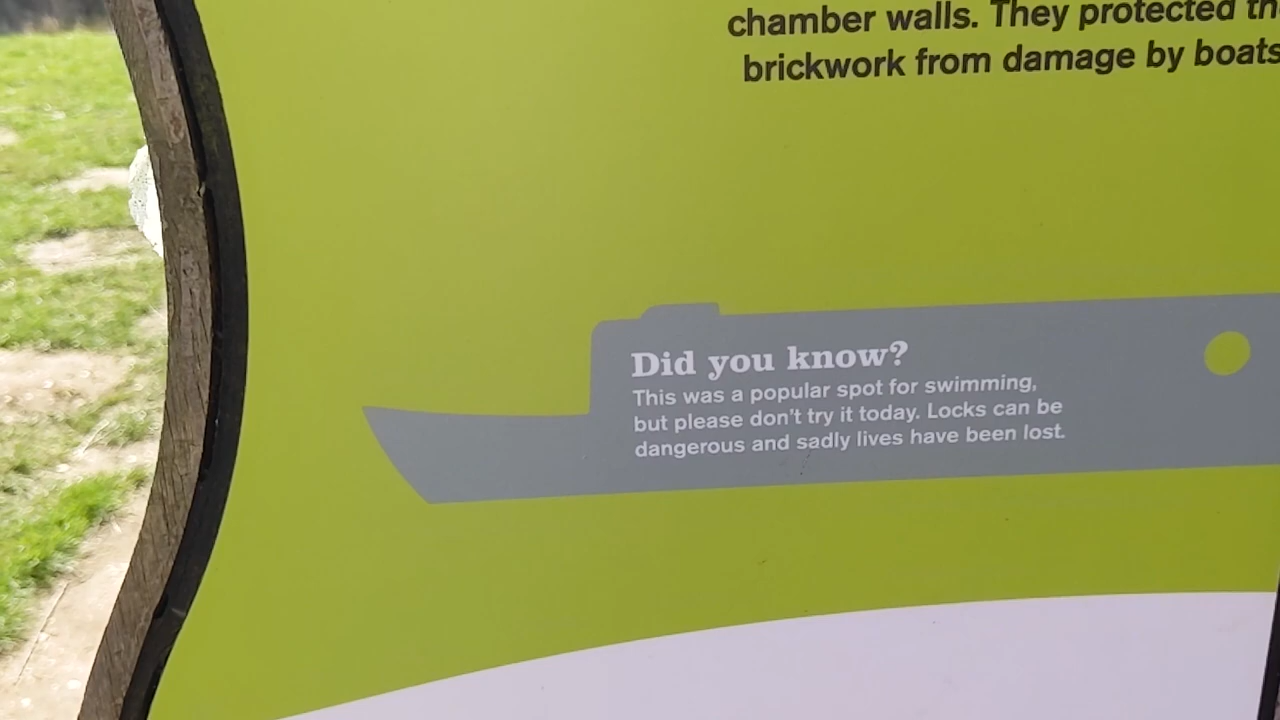 chamber walls. They protected
brickwork from damage by boats
Did you know?
This was a popular spot for swimming,
but please don't try it today. Locks can be
dangerous and sadly lives have been lost.